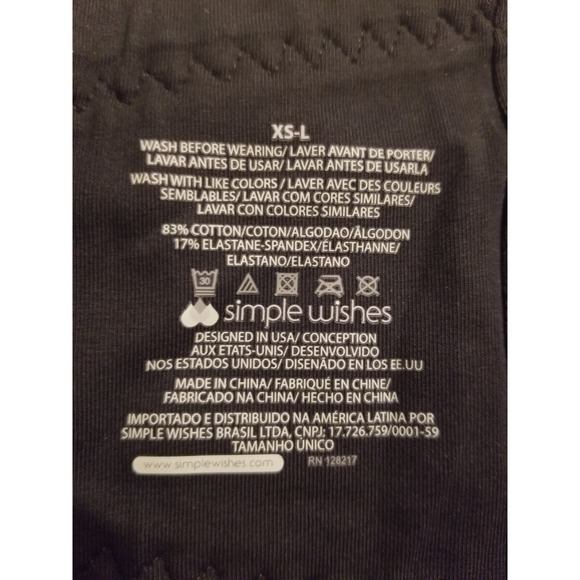 XS-L
WASH BEFORE WEARING/ LAVER AVANT DE PORTER/
LAVAR ANTES DE USAR/ LAVAR ANTES DE USARLA
WASH WITH LIKE COLORS / LAVER AVEC DES COULEURS
SEMBLABLES/ LAVAR COM CORES SIMILARES/
LAVAR CON COLORES SIMILARES
83% COTTON/COTON/ALGODAO/ÁLGODON
17% ELASTANE-SPANDEX/ÉLASTHANNE/
ELASTANO/ELASTANO
30
simple wishes
DESIGNED IN USA/ CONCEPTION
AUX ETATS-UNIS/ DESENVOLVIDO
NOS ESTADOS UNIDOS/ DISENÃDO EN LOS EE.UU
MADE IN CHINA/ FABRIQUÉ EN CHINE/
FABRICADO NA CHINA/ HECHO EN CHINA
IMPORTADO E DISTRIBUIDO NA AMÉRICA LATINA POR
SIMPLE WISHES BRASIL LTDA, CNPJ; 17.726.759/0001-59
TAMANHO ÚNICO
www.simplewishes.com
RN 128217